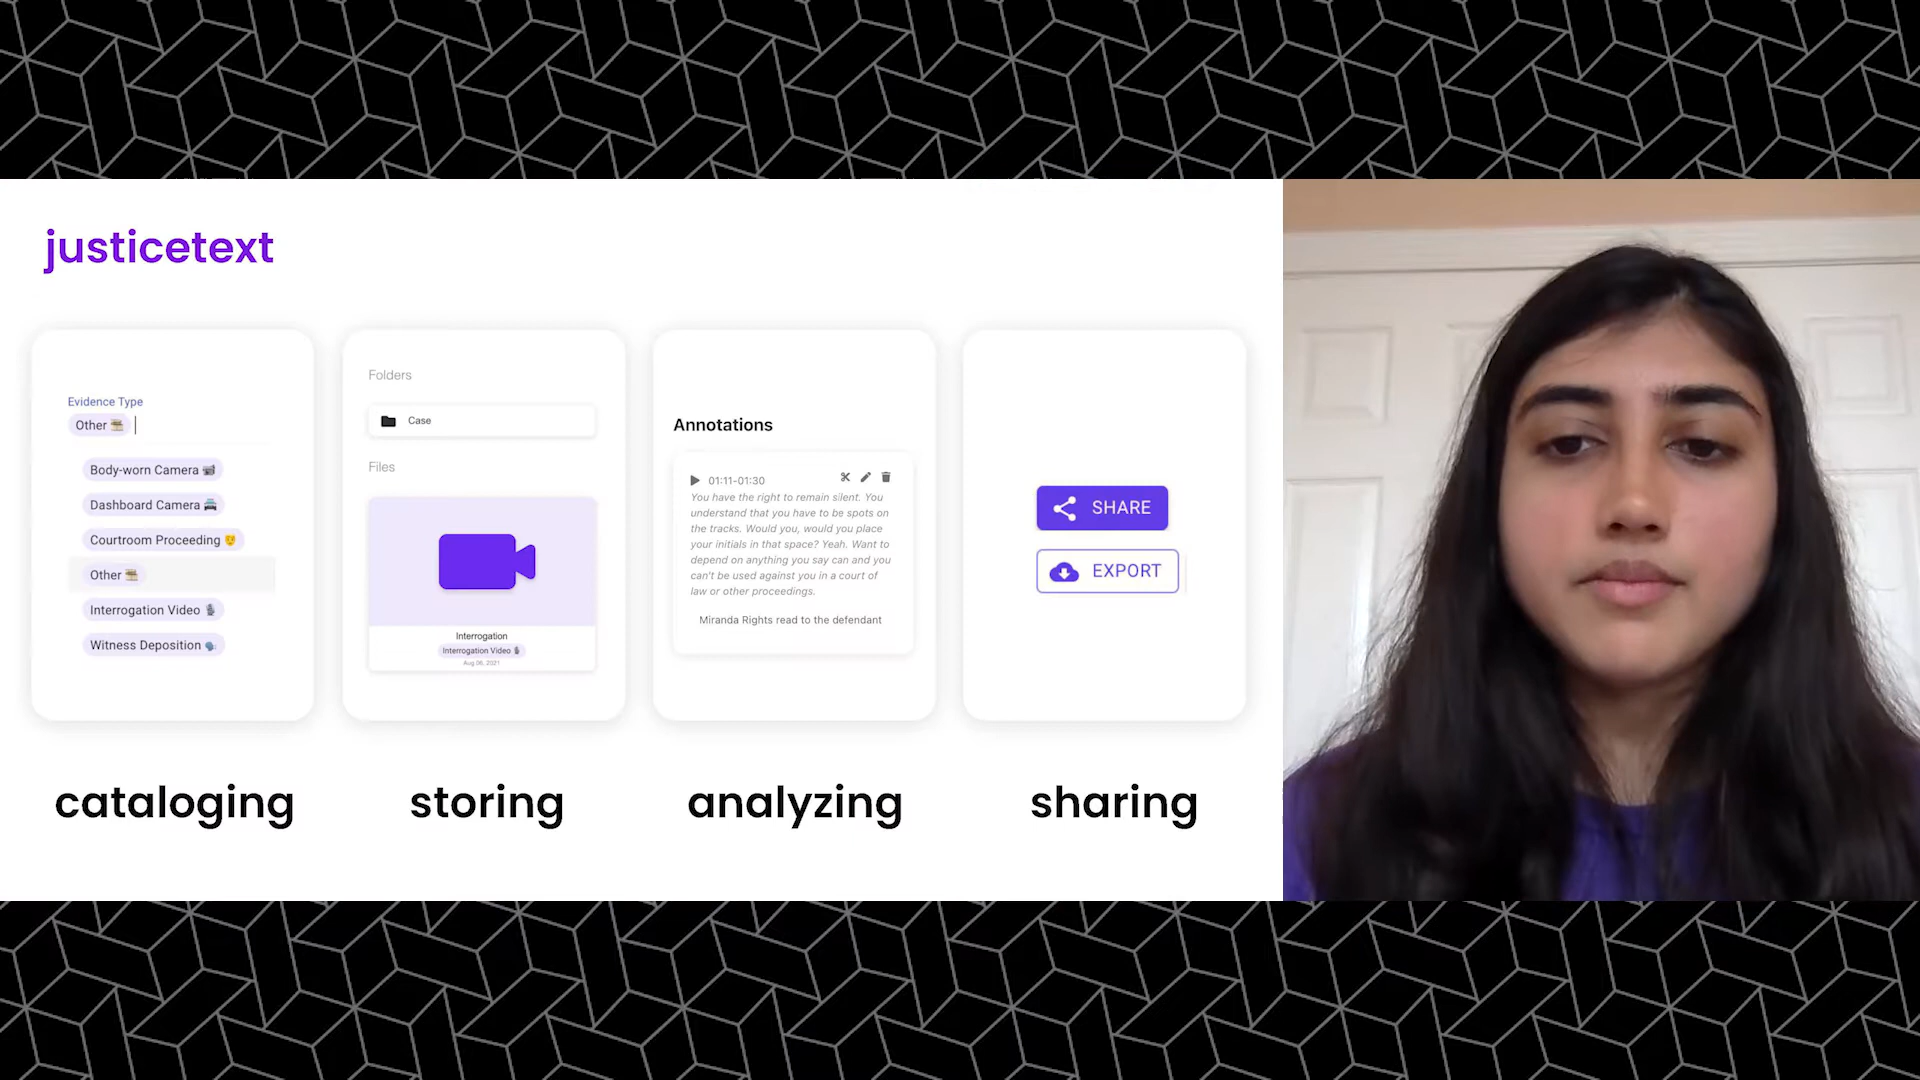 justicetext
Evidence Type
Other
Body-worn Camera
Dashboard Camera
Courtroom Proceeding
Other
Interrogation Video
Witness Deposition
cataloging
Folders
Case
Files
Interrogation
Interrogation Video
Aug 06, 2021
storing
Annotations
01:11-01:30
You have the right to remain silent. You
understand that you have to be spots on
the tracks. Would you, would you place
your initials in that space? Yeah. Want to
depend on anything you say can and you
can't be used against you in a court of
law or other proceedings.
Miranda Rights read to the defendant
analyzing
SHARE
EXPORT
sharing